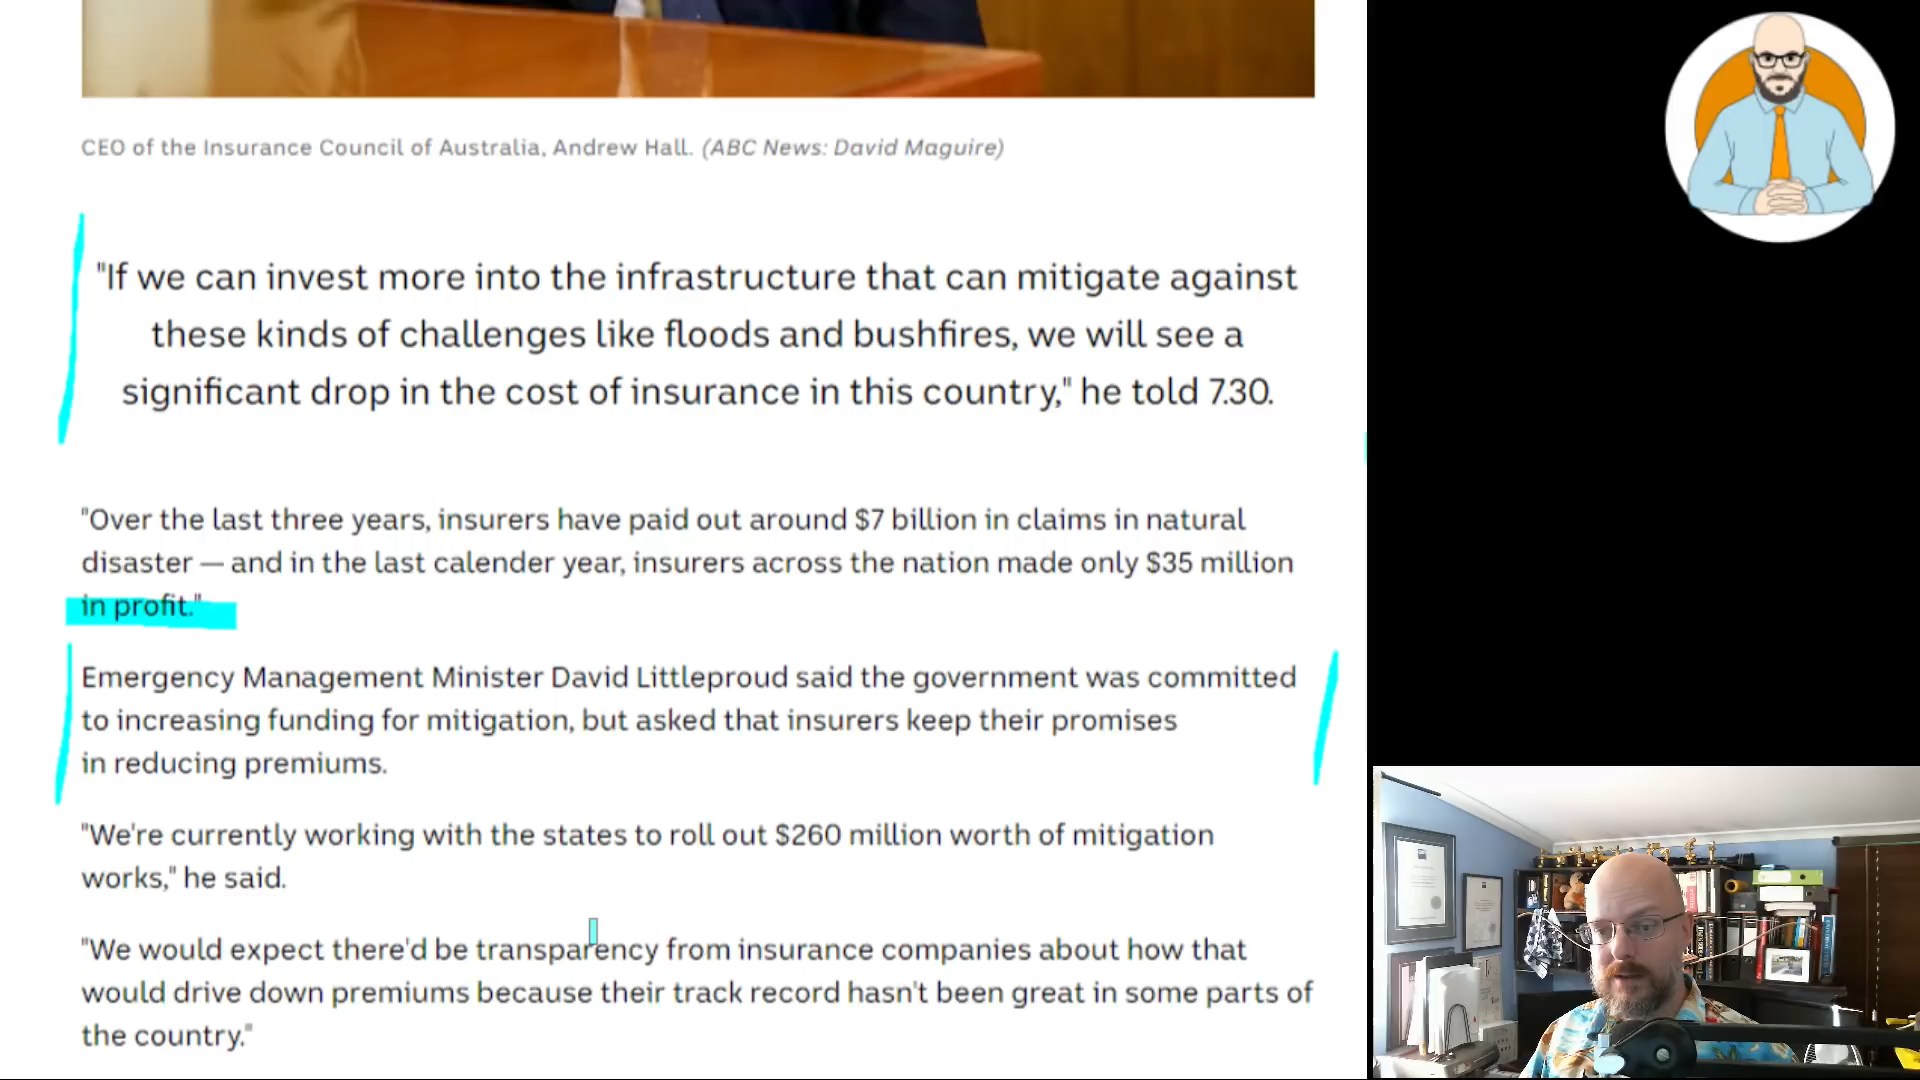 CEO of the Insurance Council of Australia, Andrew Hall. (ABC News: David Maguire)
"If we can invest more into the infrastructure that can mitigate against
these kinds of challenges like floods and bushfires, we will see a
significant drop in the cost of insurance in this country," he told 7.30.
"Over the last three years, insurers have paid out around $7 billion in claims in natural
disaster — and in the last calender year, insurers across the nation made only $35 million
in profit."
Emergency Management Minister David Littleproud said the government was committed
to increasing funding for mitigation, but asked that insurers keep their promises
in reducing premiums.
"We're currently working with the states to roll out $260 million worth of mitigation
works," he said.
"We would expect there'd be transparency from insurance companies about how that
would drive down premiums because their track record hasn't been great in some parts of
the country."